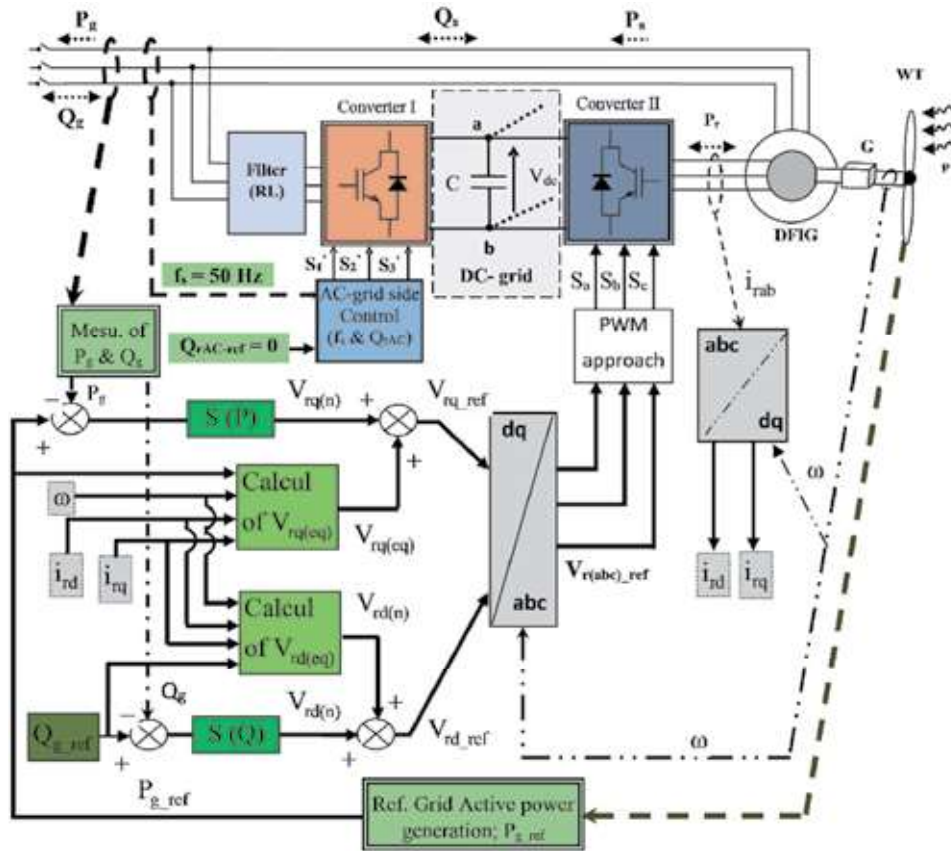 Pg
Qs
Ps
WT
Qg
Converter I
Converter II
Pr
G
a
Filter
(RL)
C
Vdc
DFIG
b
DC- grid
S1' S2' S3'
Sa Sb Sc
irab
fs = 50 Hz
AC-grid side
Control
QrAC-ref = 0
PWM
approach
abc
dq
Mesu. of
Pg & Qg
Pg
−
+
S (P)
Vrq(n)
+
+
Vrq_ref
dq
abc
ω
Calcul
of Vrq(eq)
Vrq(eq)
ω
ird
irq
Vr(abc)_ref
ird
irq
Calcul
of Vrd(eq)
Vrd(n)
Qg
−
+
Qg_ref
S (Q)
Vrd(n)
+
+
Vrd_ref
ω
Pg_ref
Ref. Grid Active power
generation; Pg_ref